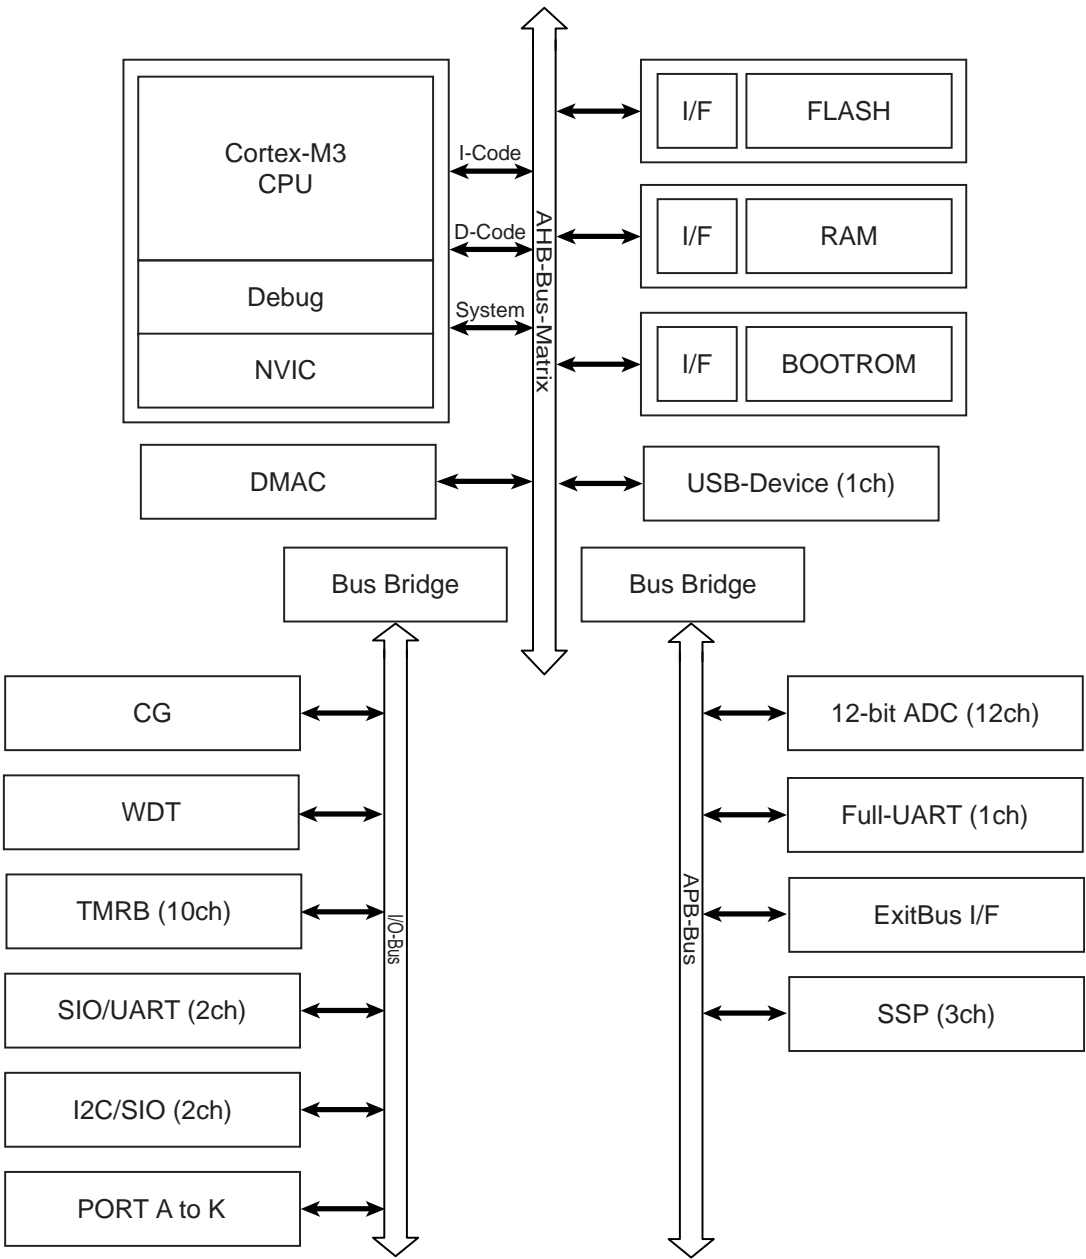 Cortex-M3
CPU
Debug
NVIC
I-Code
D-Code
System
AHB-Bus-Matrix
I/F
FLASH
I/F
RAM
I/F
BOOTROM
DMAC
USB-Device (1ch)
Bus Bridge
Bus Bridge
CG
WDT
TMRB (10ch)
SIO/UART (2ch)
I2C/SIO (2ch)
PORT A to K
I/O-Bus
APB-Bus
12-bit ADC (12ch)
Full-UART (1ch)
ExitBus I/F
SSP (3ch)